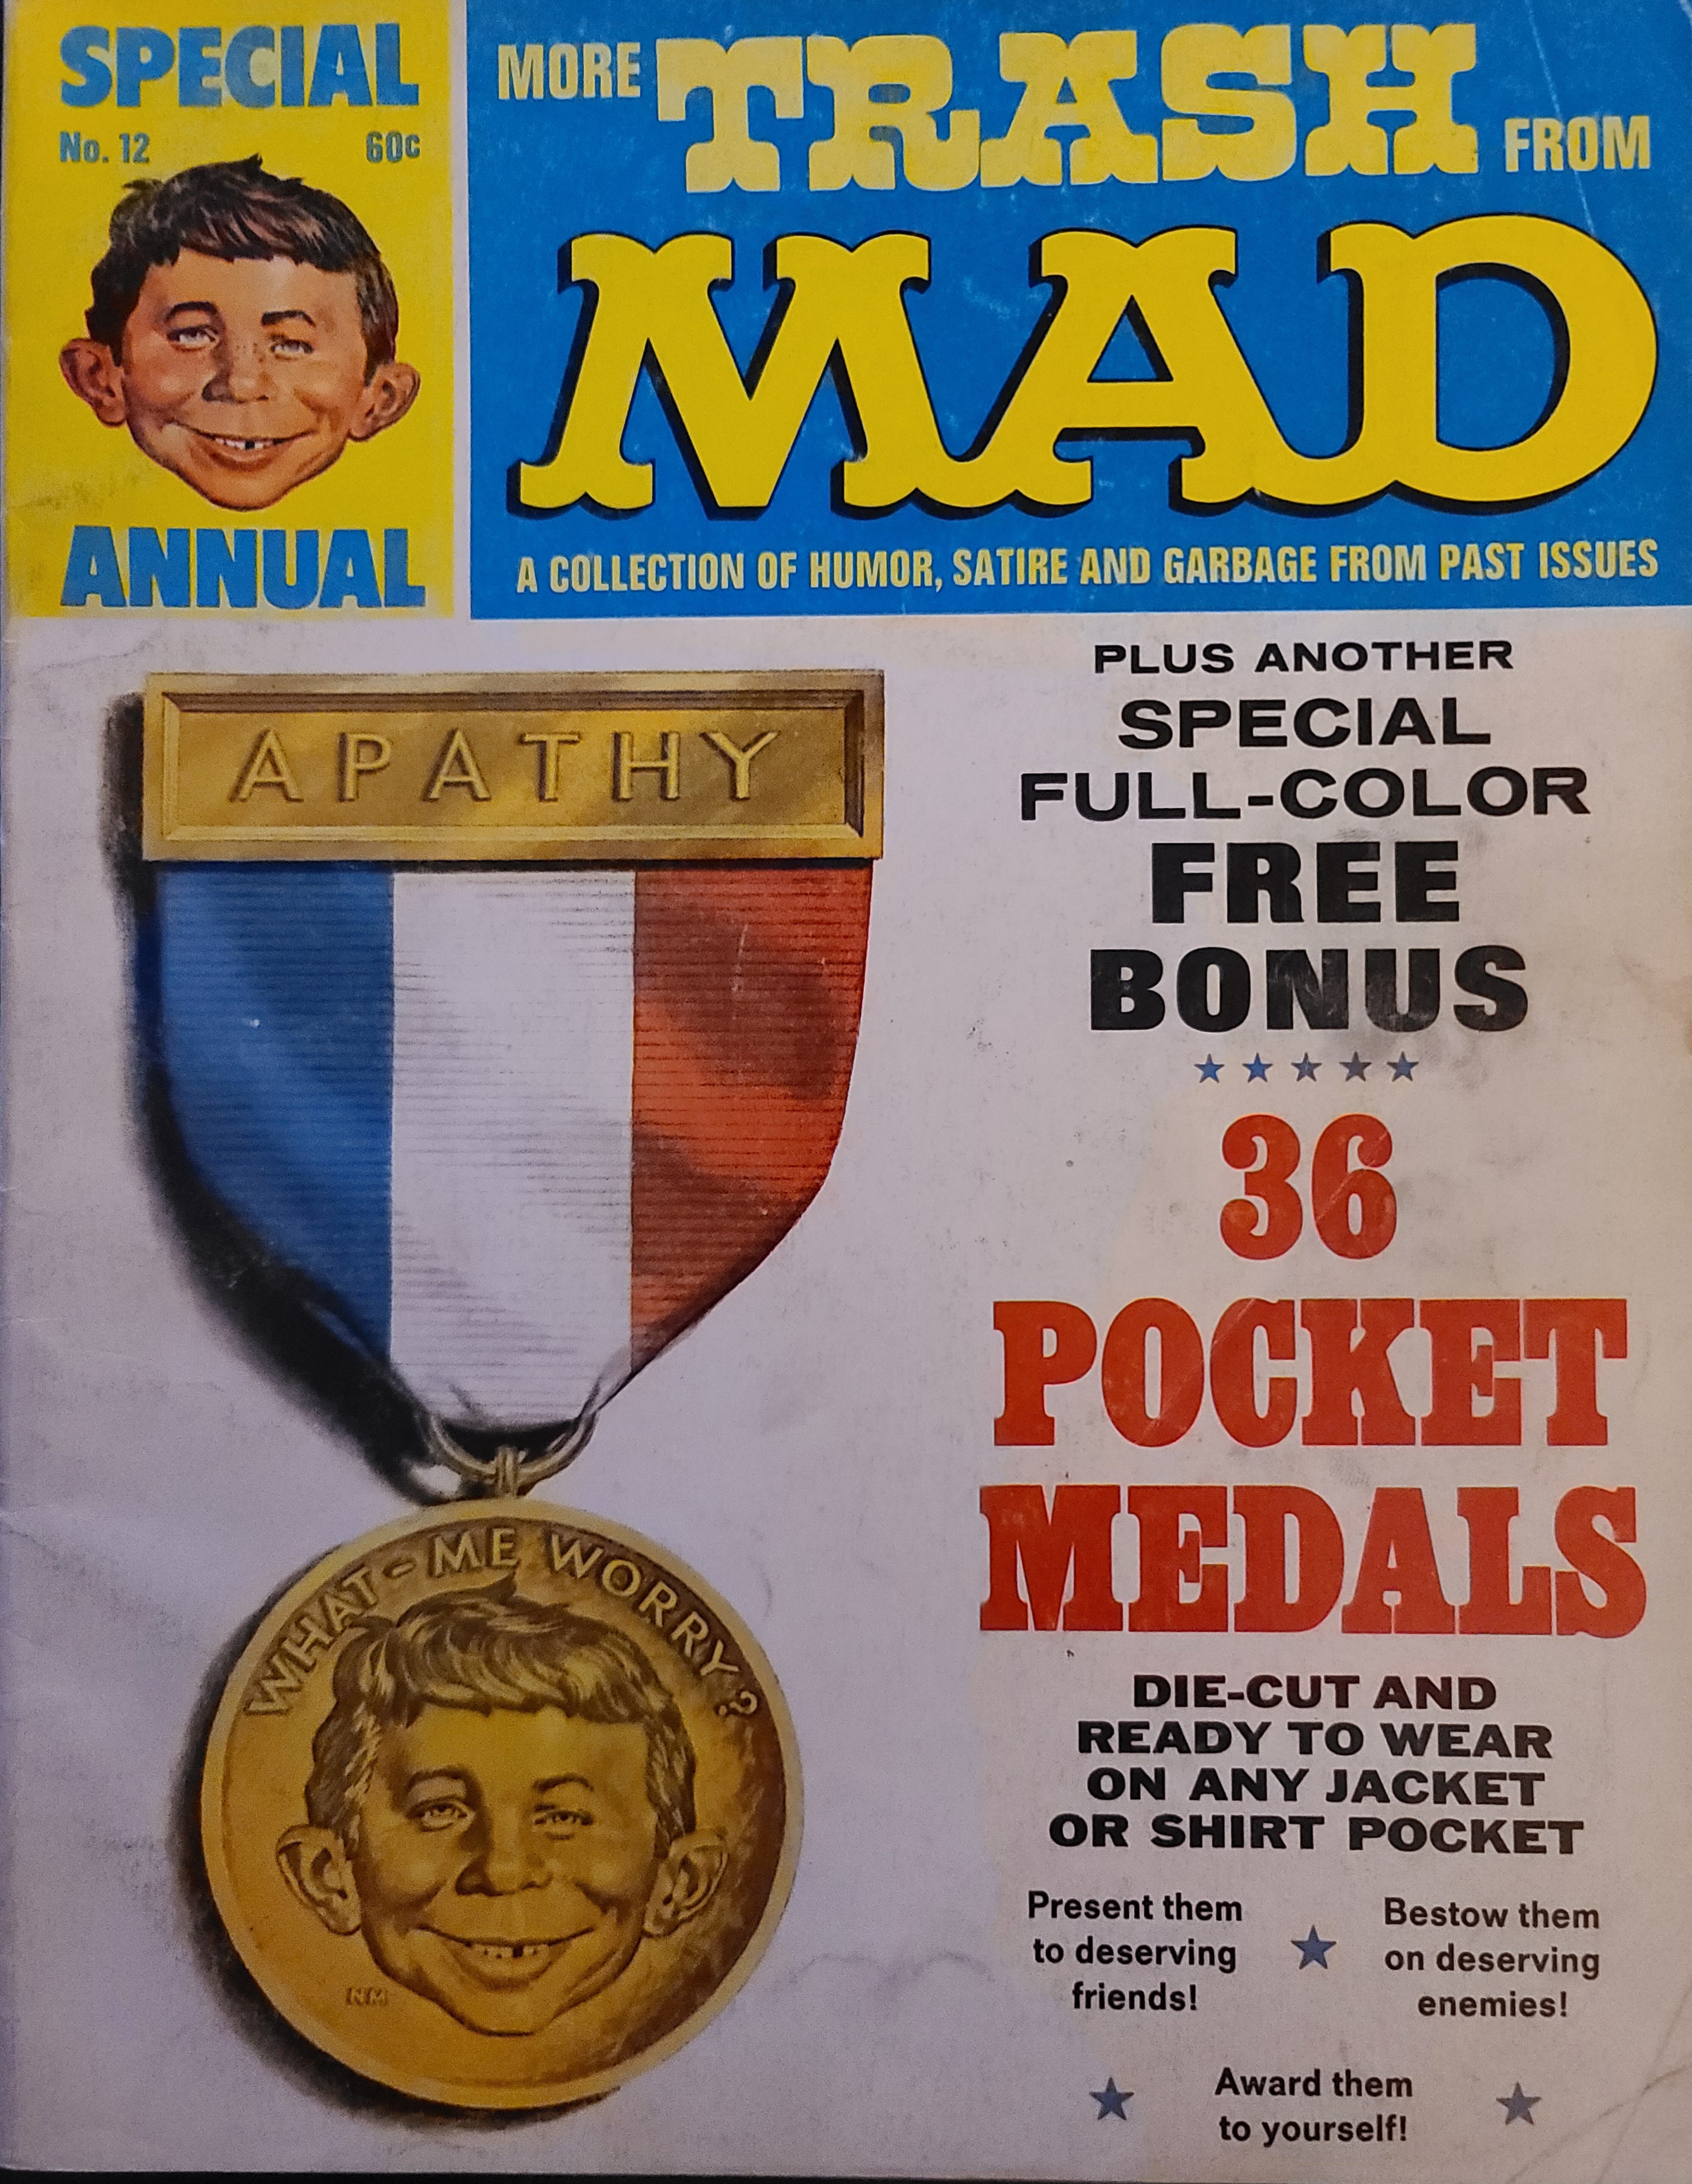 SPECIAL
No. 12 60c
ANNUAL
MORE TRASH FROM
MAD
A COLLECTION OF HUMOR, SATIRE AND GARBAGE FROM PAST ISSUES
APATHY
WHAT-ME WORRY?
NM
PLUS ANOTHER
SPECIAL
FULL-COLOR
FREE
BONUS
36
POCKET
MEDALS
DIE-CUT AND
READY TO WEAR
ON ANY JACKET
OR SHIRT POCKET
Present them
to deserving
friends!
Bestow them
on deserving
enemies!
Award them
to yourself!